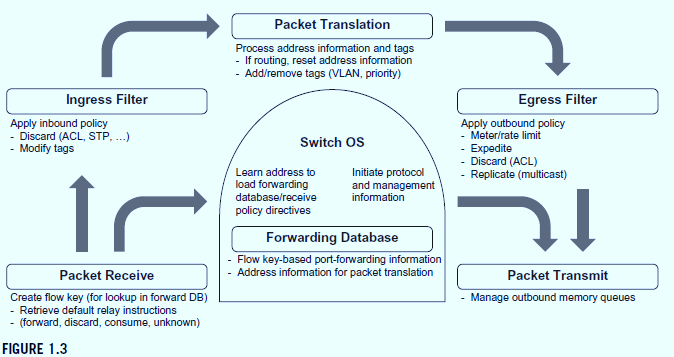 Packet Translation
Process address information and tags
- If routing, reset address information
- Add/remove tags (VLAN, priority)
Ingress Filter
Apply inbound policy
- Discard (ACL, STP, ...)
- Modify tags
Egress Filter
Apply outbound policy
- Meter/rate limit
- Expedite
- Discard (ACL)
- Replicate (multicast)
Switch OS
Learn address to
load forwarding
database/receive
policy directives
Initiate protocol
and management
information
Forwarding Database
- Flow key-based port-forwarding information
- Address information for packet translation
Packet Receive
Create flow key (for lookup in forward DB)
- Retrieve default relay instructions
- (forward, discard, consume, unknown)
Packet Transmit
- Manage outbound memory queues
FIGURE 1.3